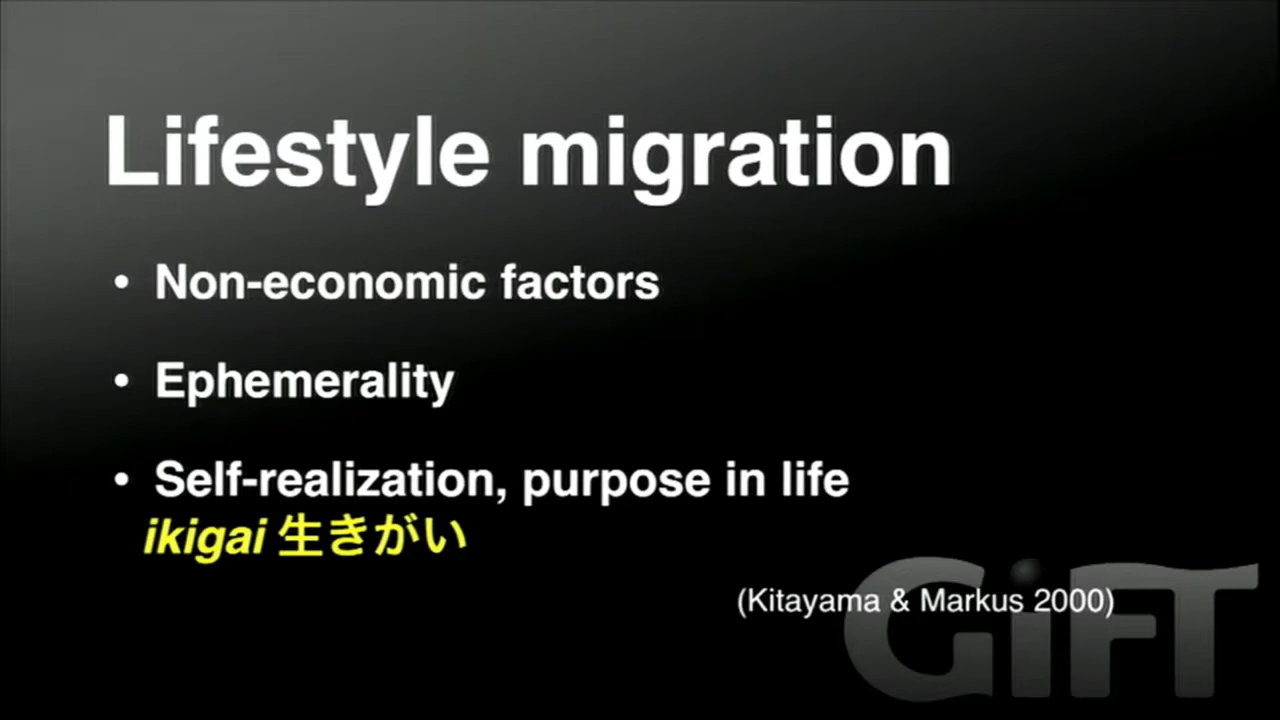 Lifestyle migration
• Non-economic factors
• Ephemerality
• Self-realization, purpose in life
ikigai 生きがい
(Kitayama & Markus 2000)
GiFT